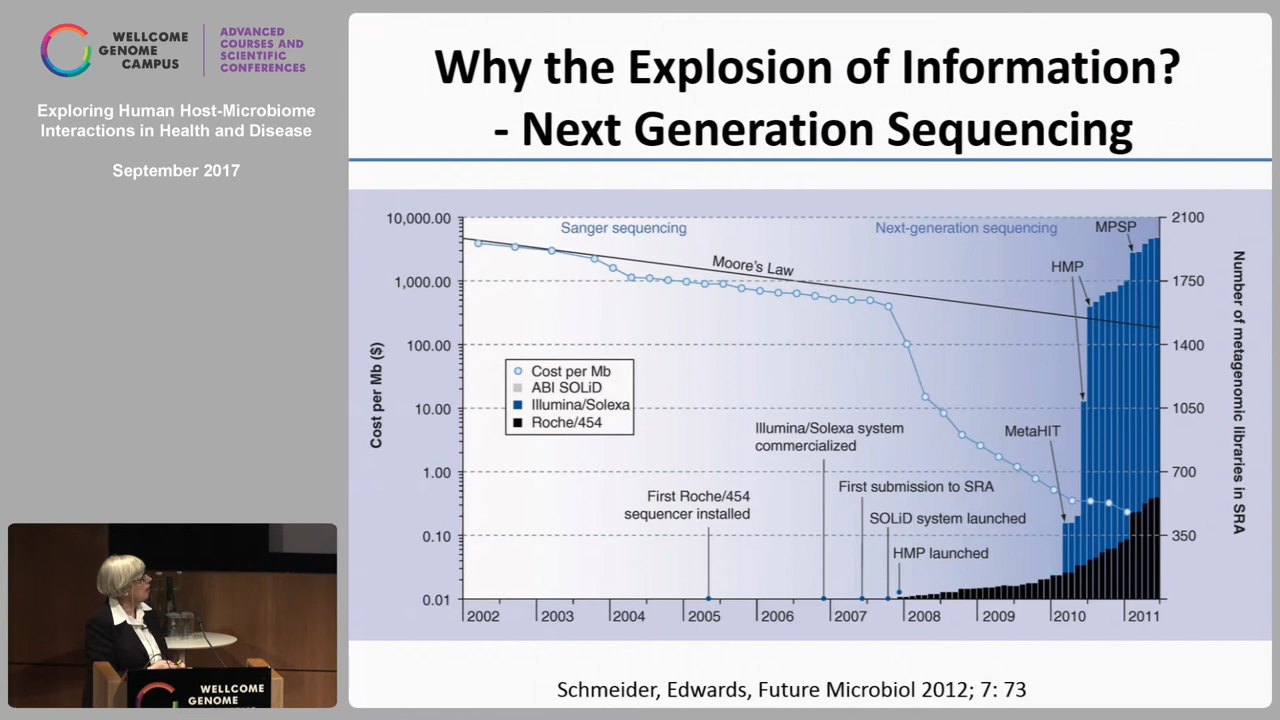 WELLCOME
GENOME
CAMPUS
ADVANCED
COURSES AND
SCIENTIFIC
CONFERENCES
Exploring Human Host-Microbiome
Interactions in Health and Disease
September 2017
Why the Explosion of Information?
- Next Generation Sequencing
10,000.00
1,000.00
100.00
10.00
1.00
0.10
0.01
Cost per Mb ($)
Sanger sequencing
Next-generation sequencing
MPSP
HMP
Moore's Law
Cost per Mb
ABI SOLiD
Illumina/Solexa
Roche/454
Illumina/Solexa system
commercialized
MetaHIT
First Roche/454
sequencer installed
First submission to SRA
SOLiD system launched
HMP launched
2100
1750
1400
1050
700
350
Number of metagenomic libraries in SRA
2002
2003
2004
2005
2006
2007
2008
2009
2010
2011
Schmeider, Edwards, Future Microbiol 2012; 7: 73
WELLCOME
GENOME